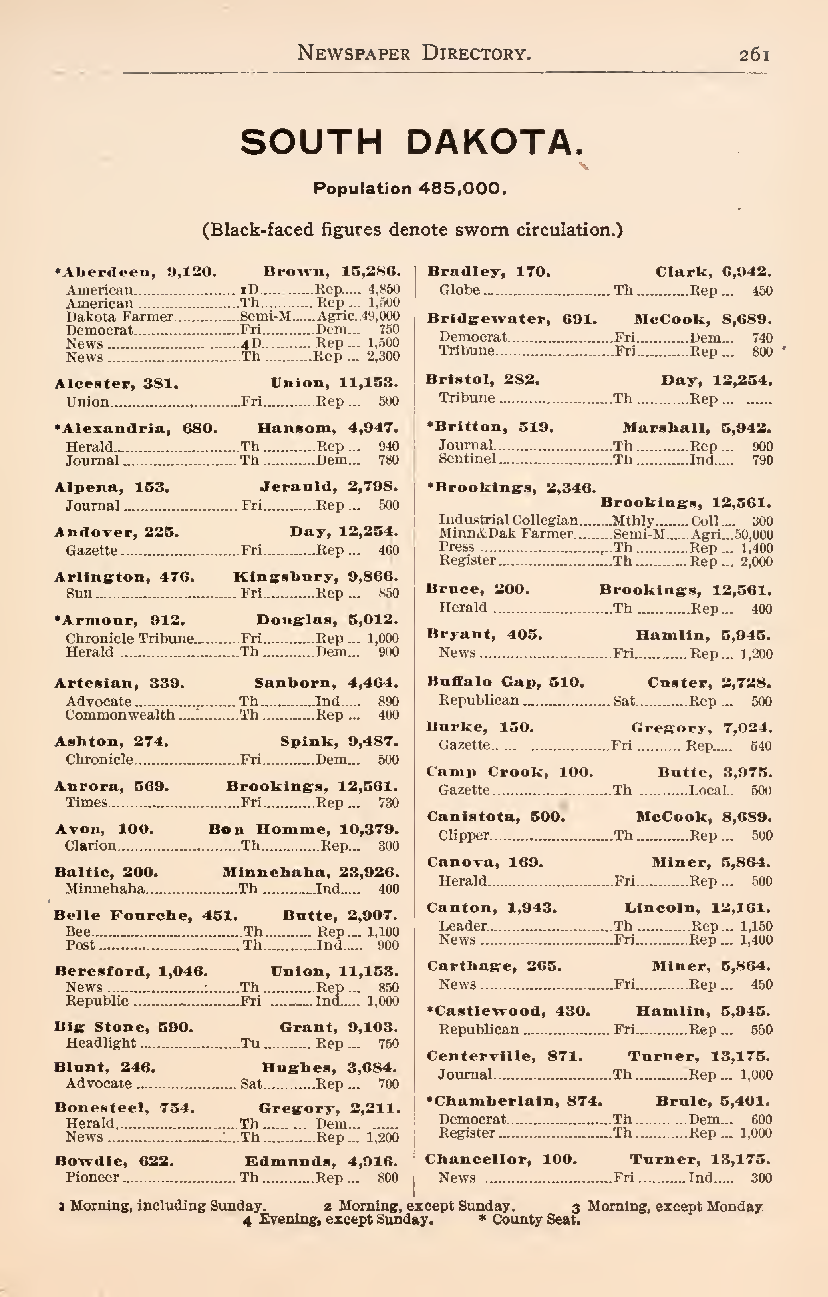 NEWSPAPER DIRECTORY. 261
SOUTH DAKOTA.
Population 485,000.
(Black-faced figures denote sworn circulation.)
*Aberdeen, 9,120. Brown, 15,286.
American 1D Rep 4,850
American Th Rep 1,500
Dakota Farmer Semi-M Agric. 49,000
Democrat Fri Dem 750
News 4D Rep 1,500
News Th Rep 2,300
Alcester, 381. Union, 11,153.
Union Fri Rep 500
*Alexandria, 680. Hansom, 4,947.
Herald Th Rep 940
Journal Th Dem 780
Alpena, 153. Jerauld, 2,798.
Journal Fri Rep 500
Andover, 225. Day, 12,254.
Gazette Fri Rep 460
Arlington, 476. Kingsbury, 9,866.
Sun Fri Rep 850
*Armour, 912. Douglas, 5,012.
Chronicle Tribune Fri Rep 1,000
Herald Th Dem 900
Artesian, 339. Sanborn, 4,464.
Advocate Th Ind 890
Commonwealth Th Rep 400
Ashton, 274. Spink, 9,487.
Chronicle Fri Dem 500
Aurora, 569. Brookings, 12,561.
Times Fri Rep 730
Avon, 100. Bon Homme, 10,379.
Clarion Th Rep 300
Baltic, 200. Minnehaha, 23,926.
Minnehaha Th Ind 400
Belle Fourche, 451. Butte, 2,907.
Bee Th Rep 1,100
Post Th Ind 900
Beresford, 1,046. Union, 11,153.
News Th Rep 850
Republic Fri Ind 1,000
Big Stone, 590. Grant, 9,103.
Headlight Tu Rep 750
Blunt, 246. Hughes, 3,684.
Advocate Sat Rep 700
Bonesteel, 754. Gregory, 2,211.
Herald Th Dem
News Th Rep 1,200
Bowdle, 622. Edmunds, 4,916.
Pioneer Th Rep 800
Bradley, 170. Clark, 6,942.
Globe Th Rep 450
Bridgewater, 691. McCook, 8,689.
Democrat Fri Dem 740
Tribune Fri Rep 800
Bristol, 282. Day, 12,254.
Tribune Th Rep
*Britton, 519. Marshall, 5,942.
Journal Th Rep 900
Sentinel Th Ind 790
*Brookings, 2,346.
Brookings, 12,561.
Industrial Collegian Mthly Coll 300
Minn&Dak Farmer Semi-M Agri 50,000
Press Th Rep 1,400
Register Th Rep 2,000
Bruce, 200. Brookings, 12,561.
Herald Th Rep 400
Bryant, 405. Hamlin, 5,945.
News Fri Rep 1,200
Buffalo Gap, 510. Custer, 2,728.
Republican Sat Rep 500
Burke, 150. Gregory, 7,024.
Gazette Fri Rep 640
Camp Crook, 100. Butte, 3,975.
Gazette Th Local 500
Canistota, 500. McCook, 8,689.
Clipper Th Rep 500
Canova, 169. Miner, 5,864.
Herald Fri Rep 500
Canton, 1,943. Lincoln, 12,161.
Leader Th Rep 1,150
News Fri Rep 1,400
Carthage, 265. Miner, 5,864.
News Fri Rep 450
*Castlewood, 430. Hamlin, 5,945.
Republican Fri Rep 550
Centerville, 871. Turner, 13,175.
Journal Th Rep 1,000
*Chamberlain, 874. Brule, 5,401.
Democrat Th Dem 600
Register Th Rep 1,000
Chancellor, 100. Turner, 13,175.
News Fri Ind 300
1 Morning, including Sunday. 2 Morning, except Sunday. 3 Morning, except Monday
4 Evening, except Sunday. * County Seat.